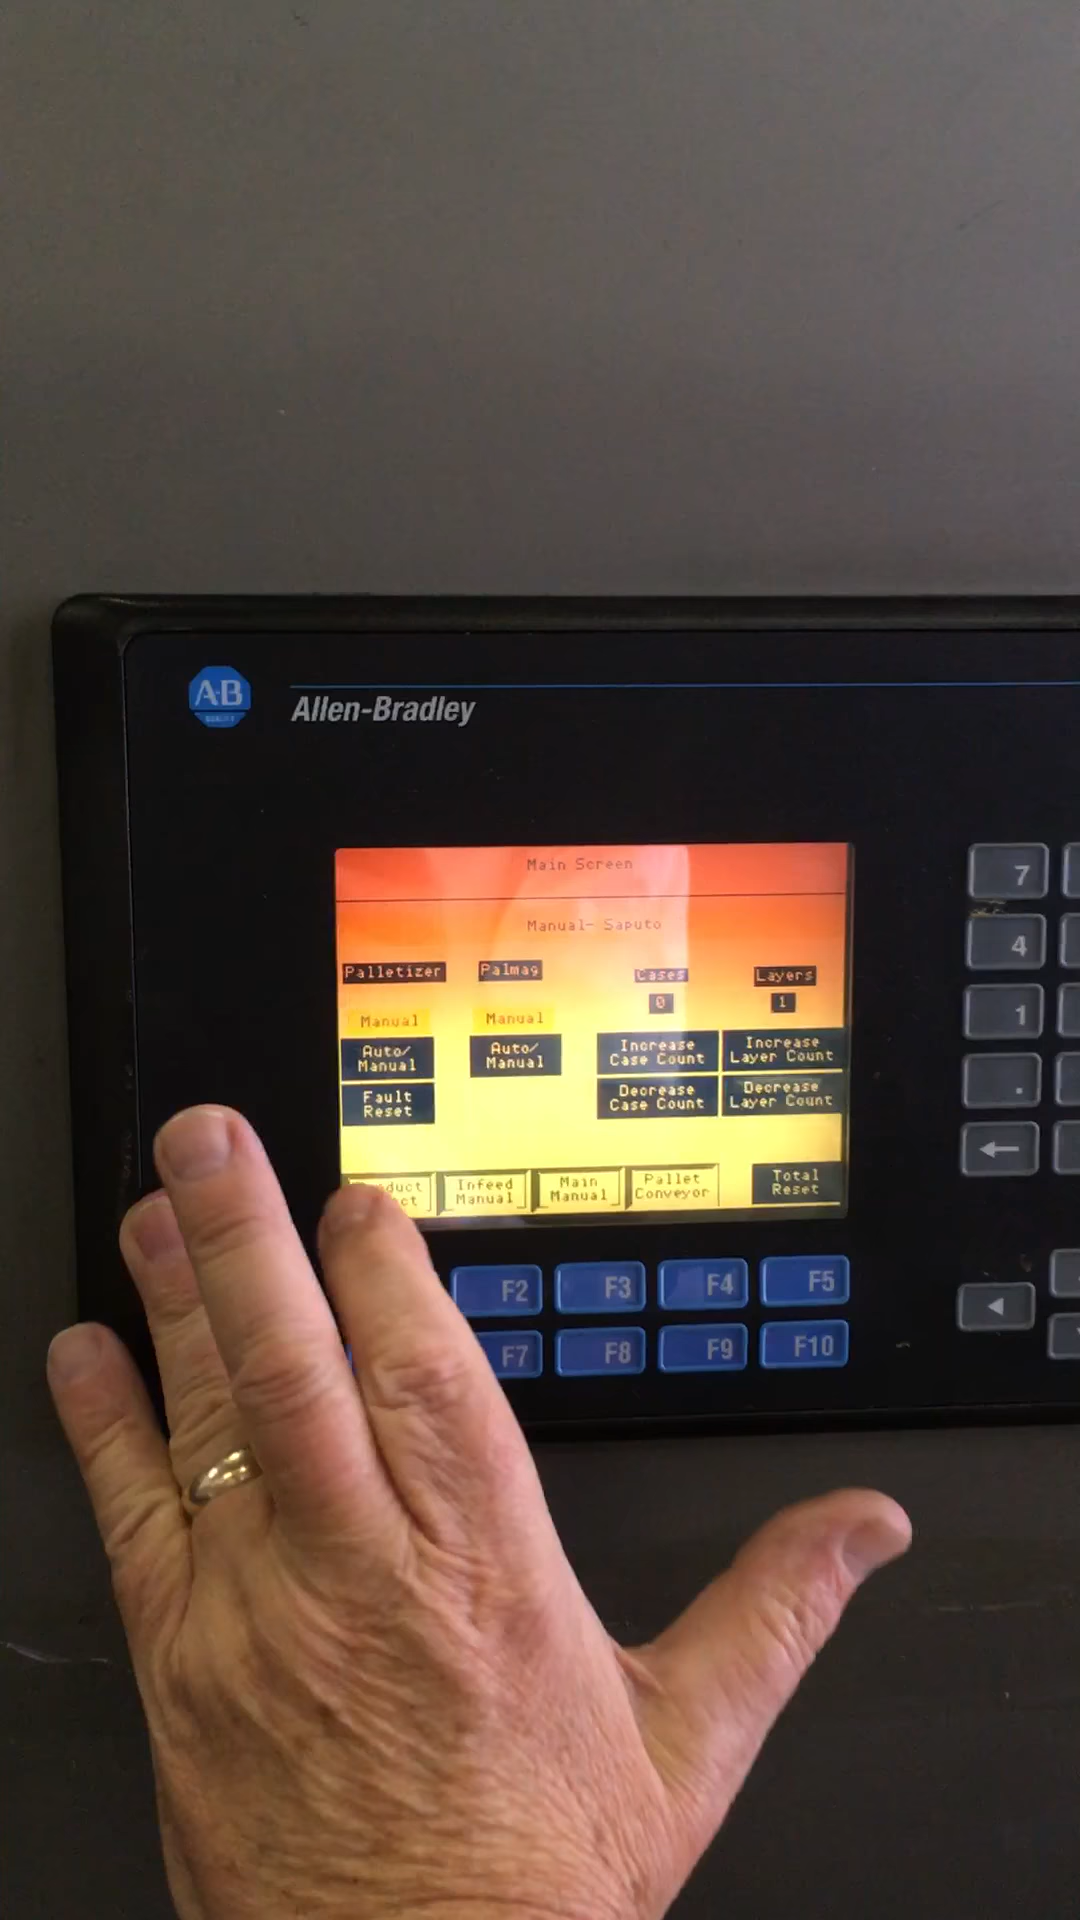 A-B
QUALITY
Allen-Bradley
Main Screen
Manual- Saputo
Palletizer
Palmag
Cases
Layers
0
1
Manual
Manual
Auto/
Manual
Auto/
Manual
Increase
Case Count
Increase
Layer Count
Fault
Reset
Decrease
Case Count
Decrease
Layer Count
Infeed
Manual
Main
Manual
Pallet
Conveyor
Total
Reset
7
4
1
.
←
◀
F2
F3
F4
F5
F7
F8
F9
F10